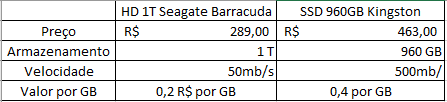 HD 1T Seagate Barracuda SSD 960GB Kingston
Preço R$ 289,00 R$ 463,00
Armazenamento 1 T 960 GB
Velocidade 50mb/s 500mb/
Valor por GB 0,2 R$ por GB 0,4 por GB